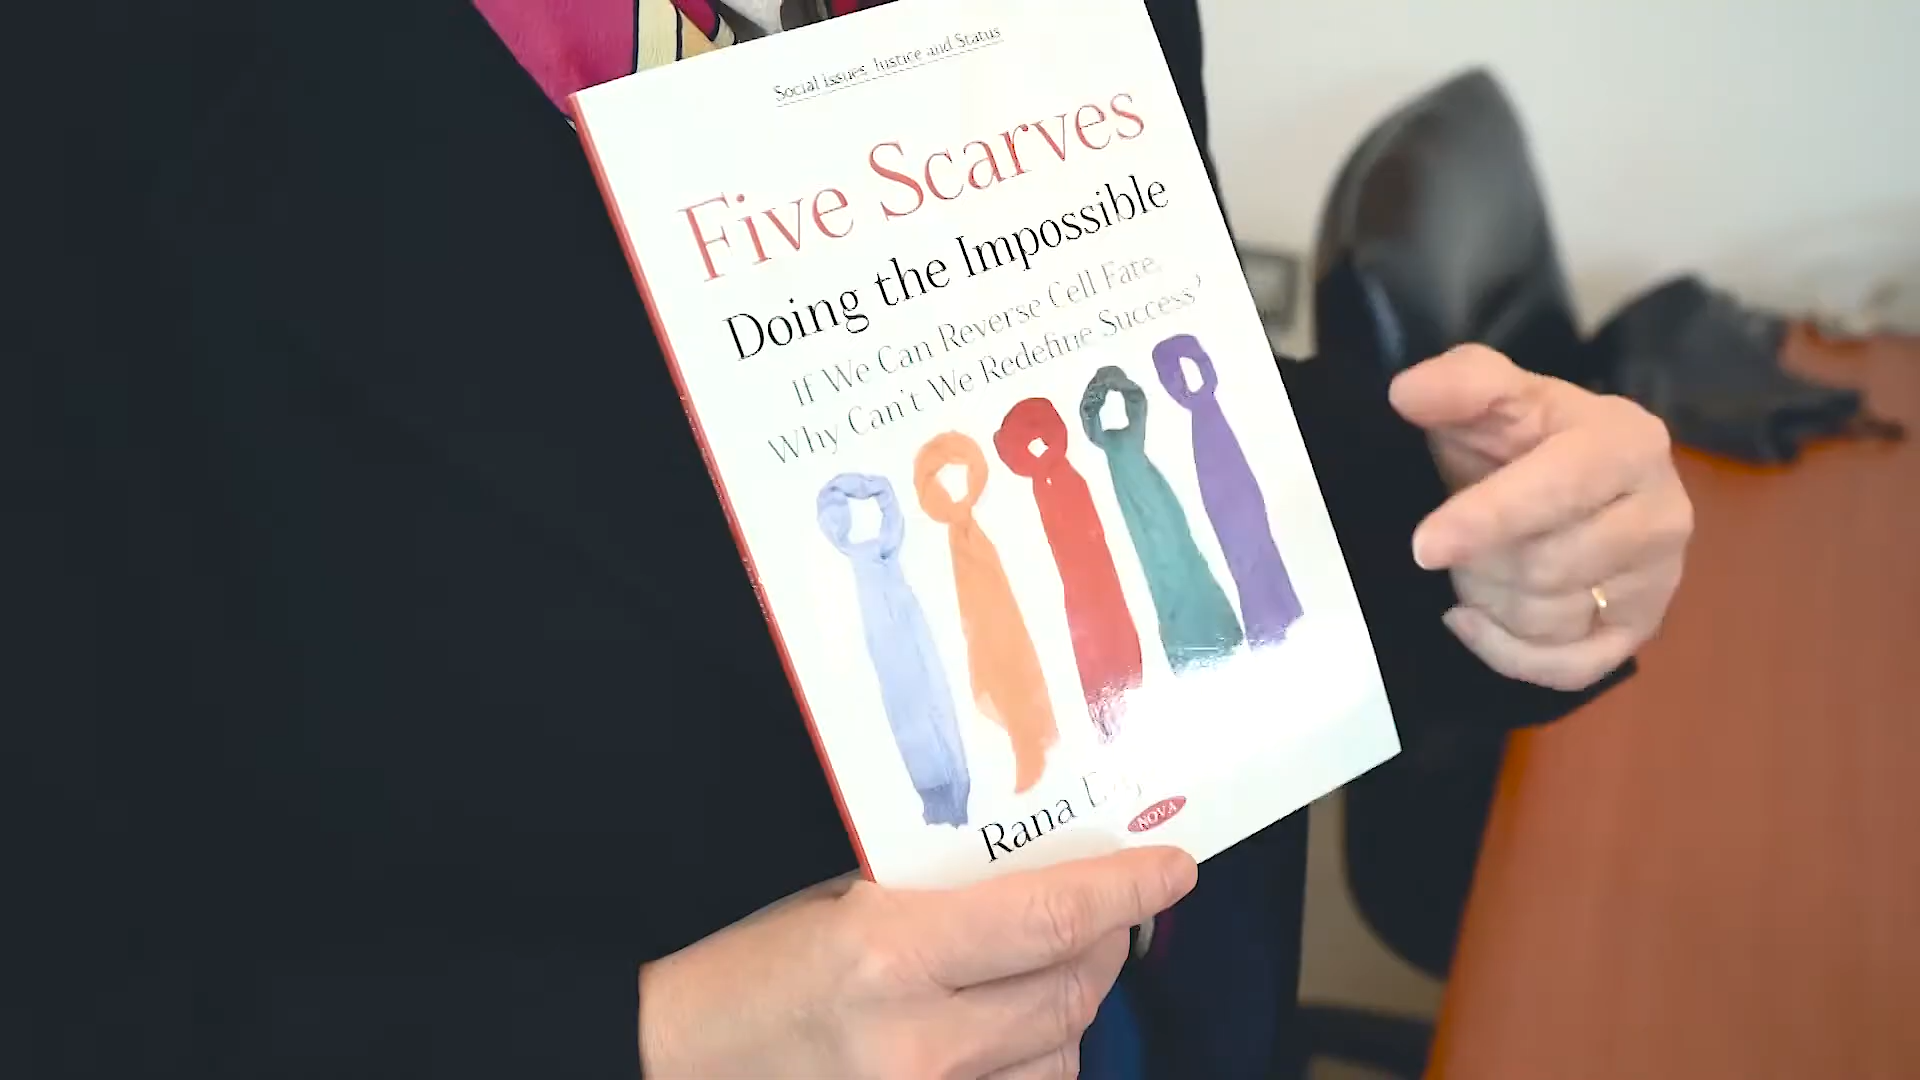 Social Issues, Justice and Status
Five Scarves
Doing the Impossible
If We Can Reverse Cell Fate,
Why Can't We Redefine Success?
Rana
NOVA